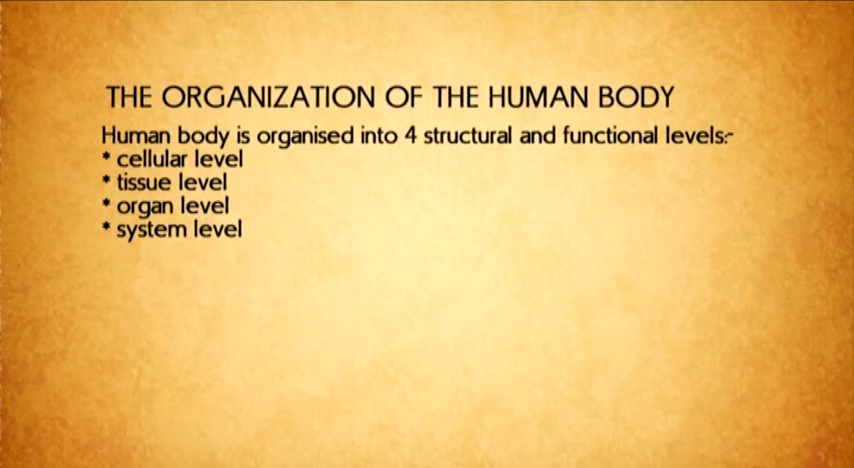 THE ORGANIZATION OF THE HUMAN BODY
Human body is organised into 4 structural and functional levels:-
* cellular level
* tissue level
* organ level
* system level